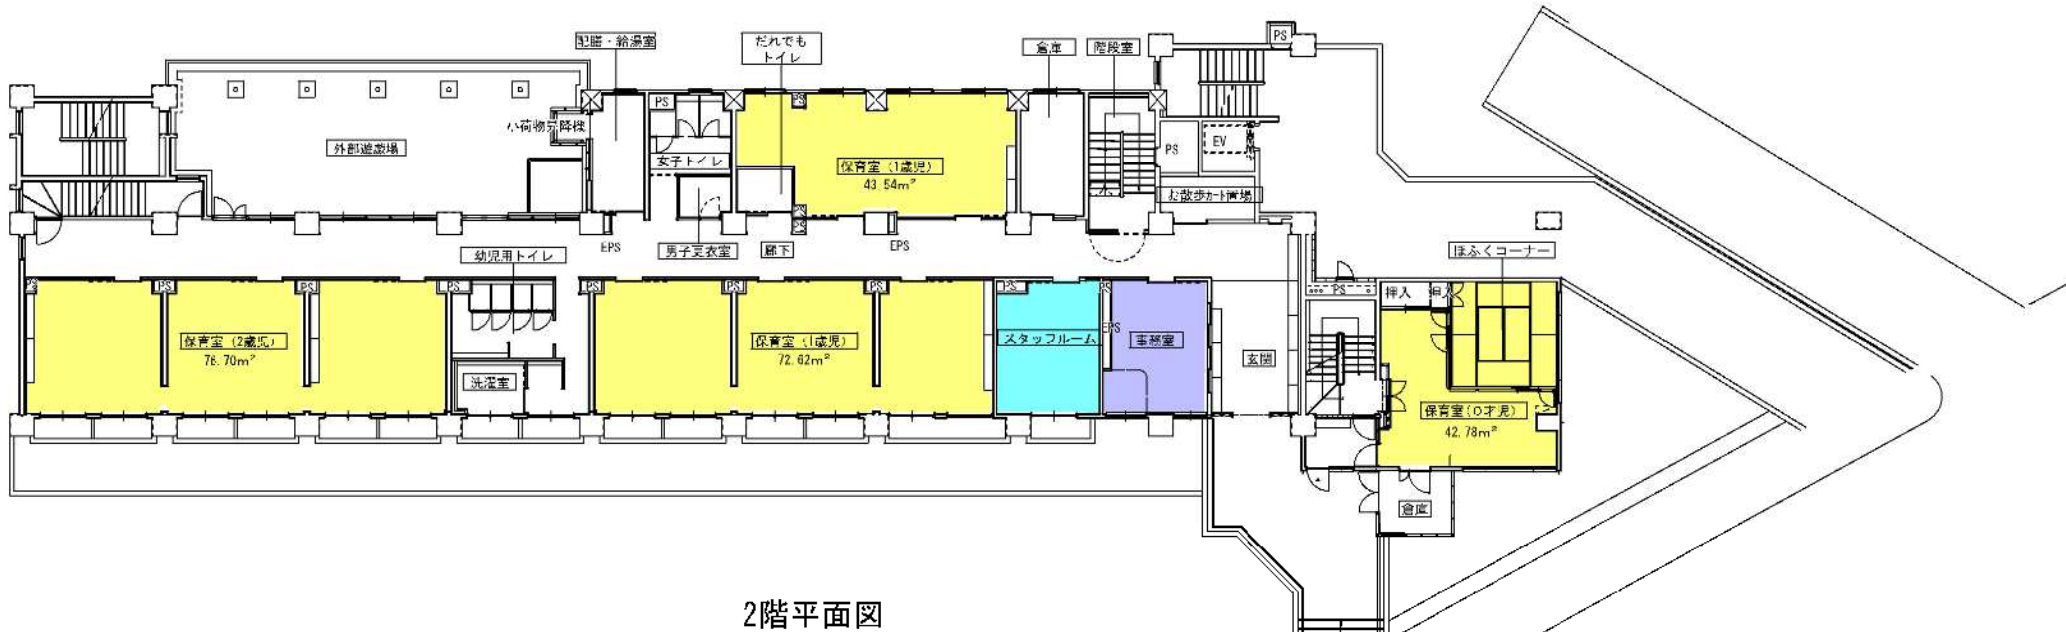 配膳・給湯室
だれでも
トイレ
倉庫
階段室
PS
小荷物昇降機
PS
外部遊戯場
女子トイレ
保育室（1歳児）
43.54m²
PS
EV
お散歩カート置場
EPS
男子更衣室
廊下
EPS
幼児用トイレ
ほふくコーナー
PS
PS
PS
PS
PS
PS
PS
PS
PS
PS
押入
押入
EPS
保育室（2歳児）
76.70m²
保育室（1歳児）
72.62m²
スタッフルーム
事務室
玄関
洗濯室
保育室(0才児)
42.78m²
倉庫
2階平面図